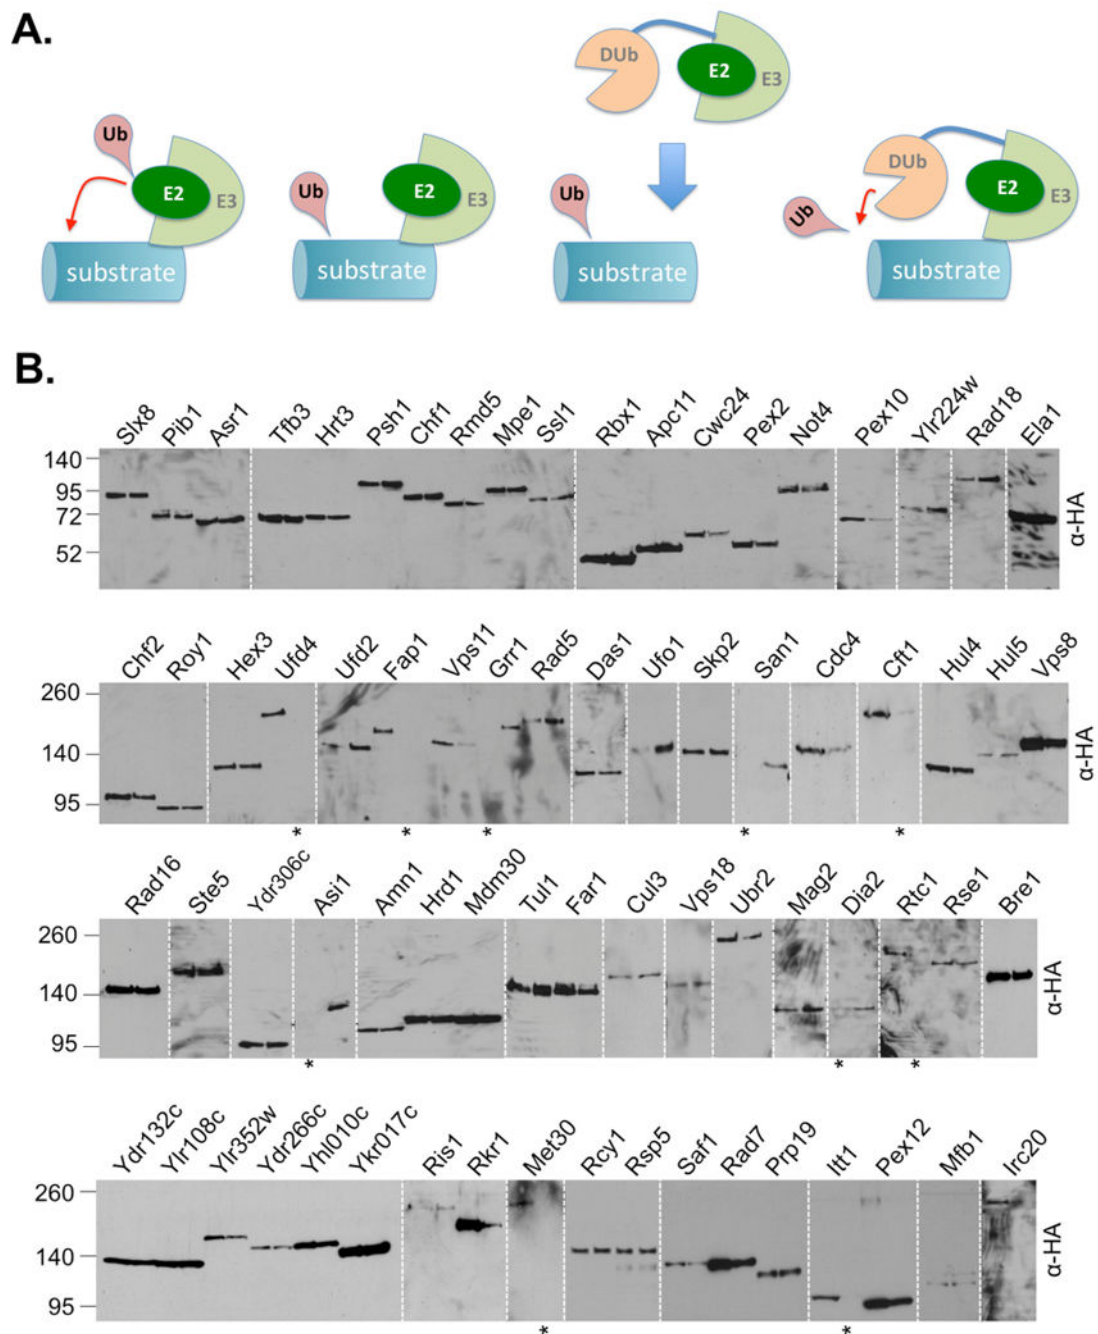 A.
DUb E2 E3
Ub E2 E3 Ub E2 E3 Ub DUb E2 E3 Ub
substrate substrate substrate substrate
B.
Slx8 Pib1 Asr1 Tfb3 Hrt3 Psh1 Chf1 Rmd5 Mpe1 Ssl1 Rbx1 Apc11 Cwc24 Pex2 Not4 Pex10 Ylr224w Rad18 Ela1
140
95
72
52
α-HA
Chf2 Roy1 Hex3 Ufd4 Ufd2 Fap1 Vps11 Grr1 Rad5 Das1 Ufo1 Skp2 San1 Cdc4 Cft1 Hul4 Hul5 Vps8
260
140
95
α-HA
* * * * *
Rad16 Ste5 Ydr306c Asi1 Amn1 Hrd1 Mdm30 Tul1 Far1 Cul3 Vps18 Ubr2 Mag2 Dia2 Rtc1 Rse1 Bre1
260
140
95
α-HA
* * *
Ydr132c Ylr108c Ylr352w Ydr266c Yhl010c Ykr017c Ris1 Rkr1 Met30 Rcy1 Rsp5 Saf1 Rad7 Prp19 Itt1 Pex12 Mfb1 Irc20
260
140
95
α-HA
* *